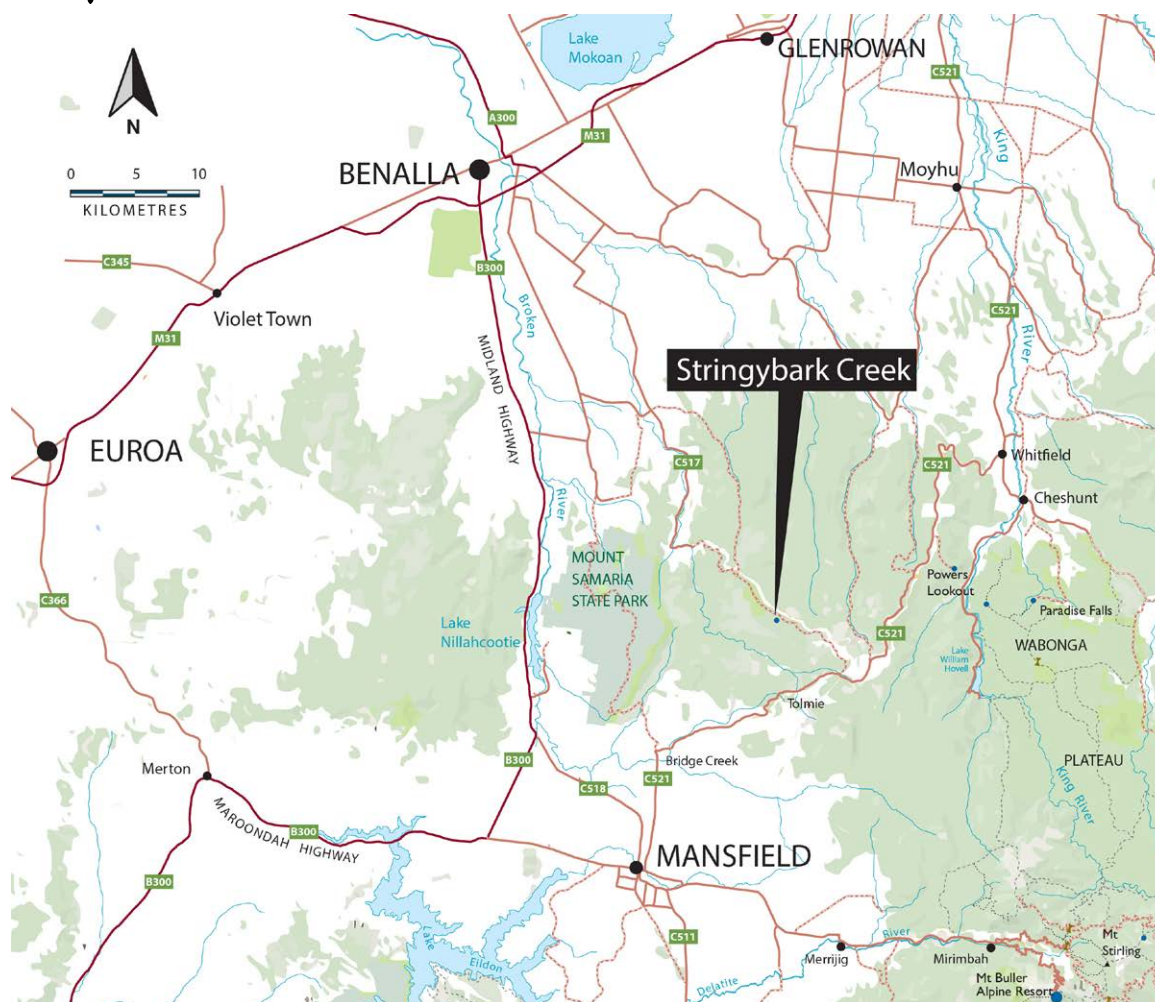 Lake
Mokoan
GLENROWAN
C521
N
A300
M31
King
BENALLA
Moyhu
0 5 10
KILOMETRES
C345
B300
Violet Town
Broken
C521
M31
MIDLAND HIGHWAY
River
Stringybark Creek
EUROA
C517
C521
Whitfield
Cheshunt
River
MOUNT
SAMARIA
STATE PARK
Powers
Lookout
Paradise Falls
C366
Lake
Nillahcootie
C521
WABONGA
Lake
William
Hovell
Tolmie
B300
Bridge Creek
PLATEAU
Merton
C518
C521
King River
MAROONDAH HIGHWAY
B300
MANSFIELD
B300
C511
Lake
Eildon
Delatite
River
Merrijig
Mirimbah
Mt
Stirling
Mt Buller
Alpine Resort